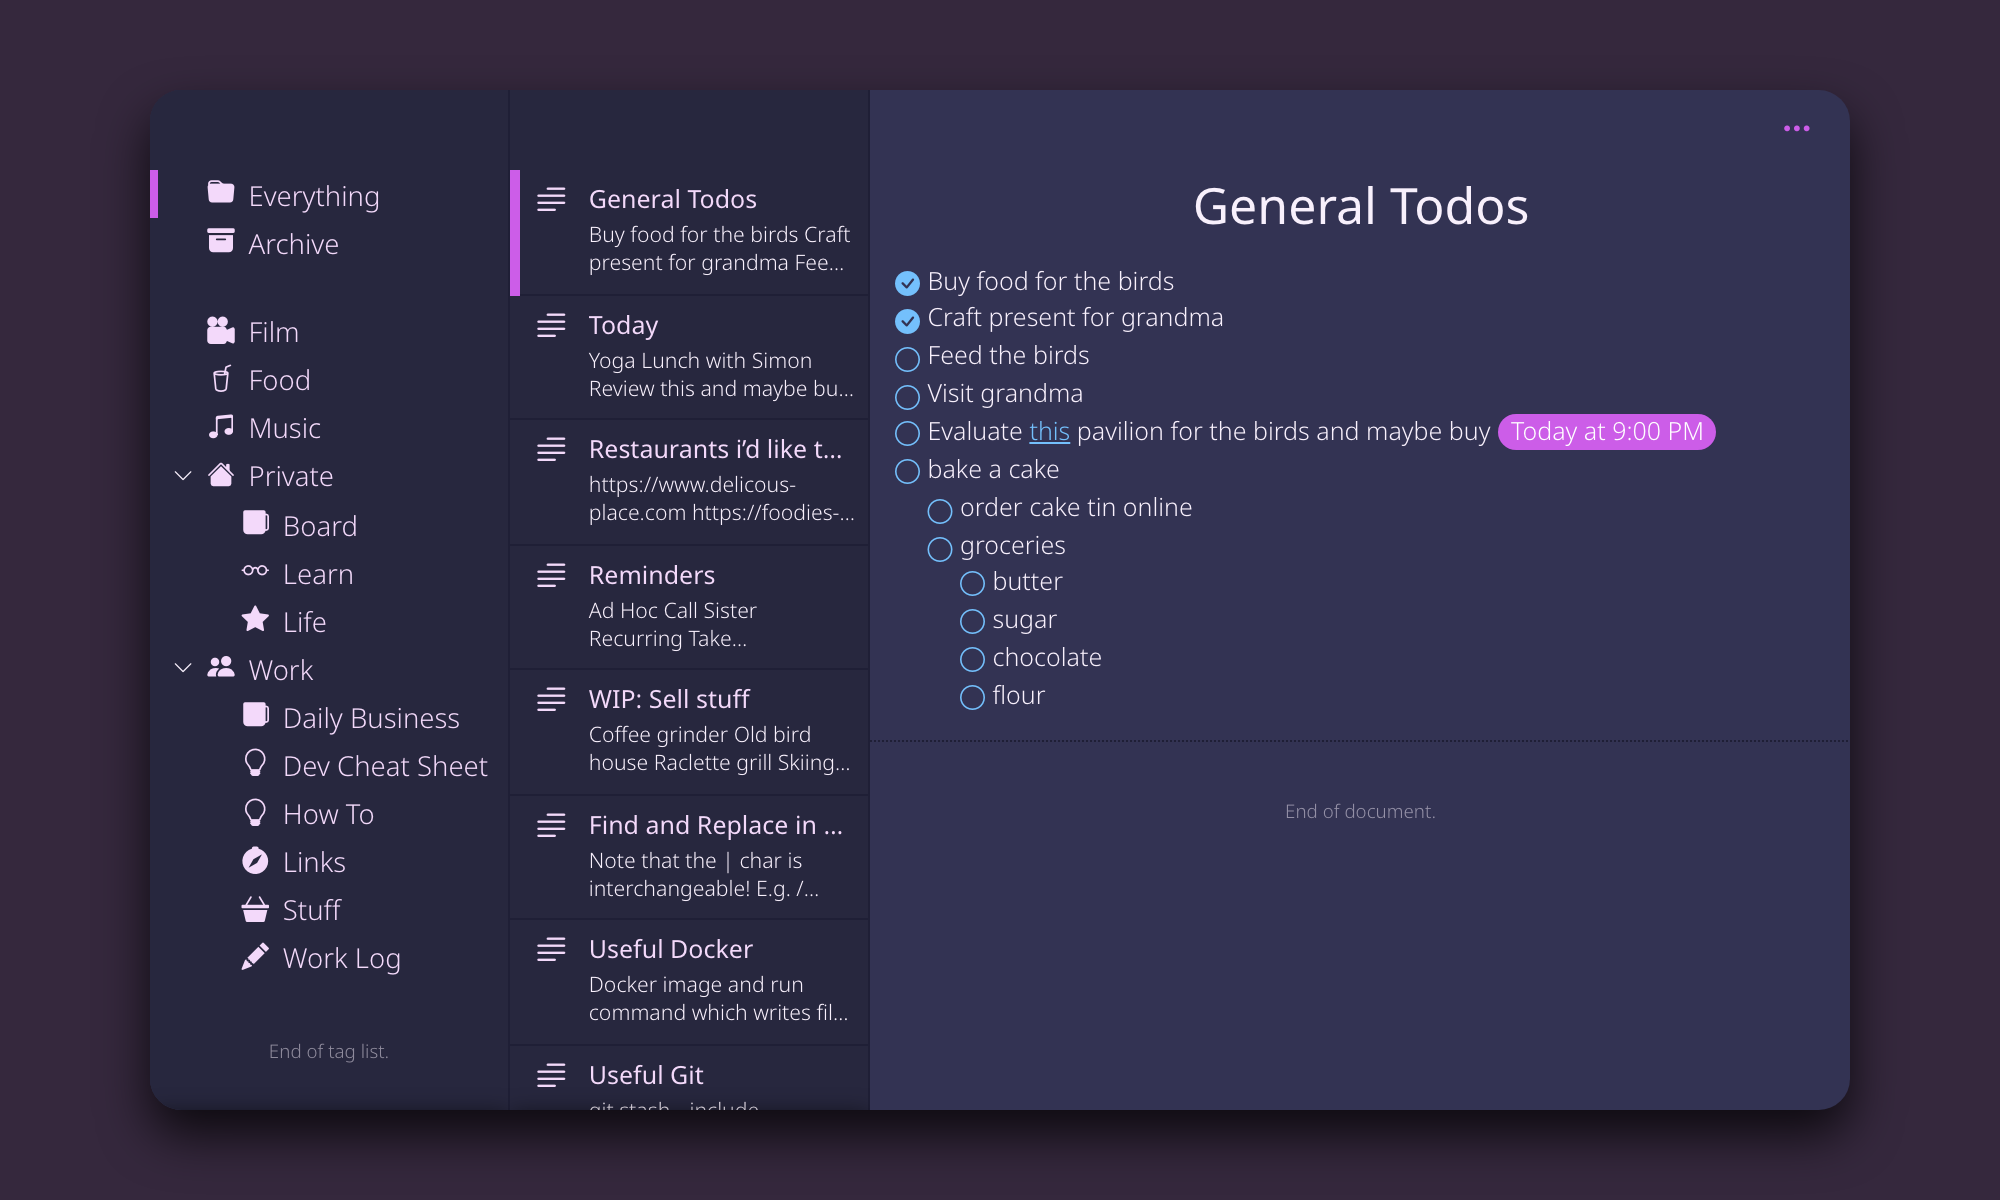 Everything
Archive
Film
Food
Music
Private
Board
Learn
Life
Work
Daily Business
Dev Cheat Sheet
How To
Links
Stuff
Work Log
End of tag list.
General Todos
Buy food for the birds Craft
present for grandma Fee...
Today
Yoga Lunch with Simon
Review this and maybe bu...
Restaurants i’d like t...
https://www.delicous-
place.com https://foodies-...
Reminders
Ad Hoc Call Sister
Recurring Take...
WIP: Sell stuff
Coffee grinder Old bird
house Raclette grill Skiing...
Find and Replace in ...
Note that the | char is
interchangeable! E.g. /...
Useful Docker
Docker image and run
command which writes fil...
Useful Git
git stash --include
General Todos
Buy food for the birds
Craft present for grandma
Feed the birds
Visit grandma
Evaluate this pavilion for the birds and maybe buy Today at 9:00 PM
bake a cake
order cake tin online
groceries
butter
sugar
chocolate
flour
End of document.